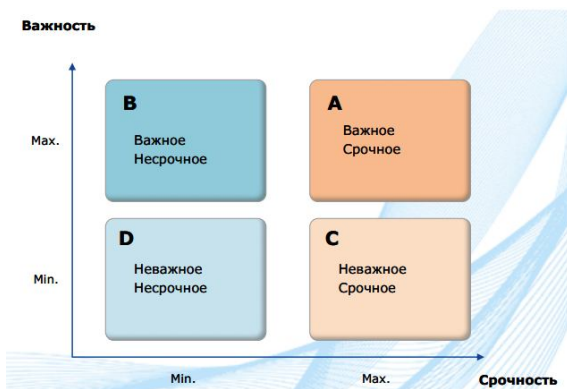 Важность
Max.
B
Важное
Несрочное
A
Важное
Срочное
Min.
D
Неважное
Несрочное
C
Неважное
Срочное
Min.
Max.
Срочность